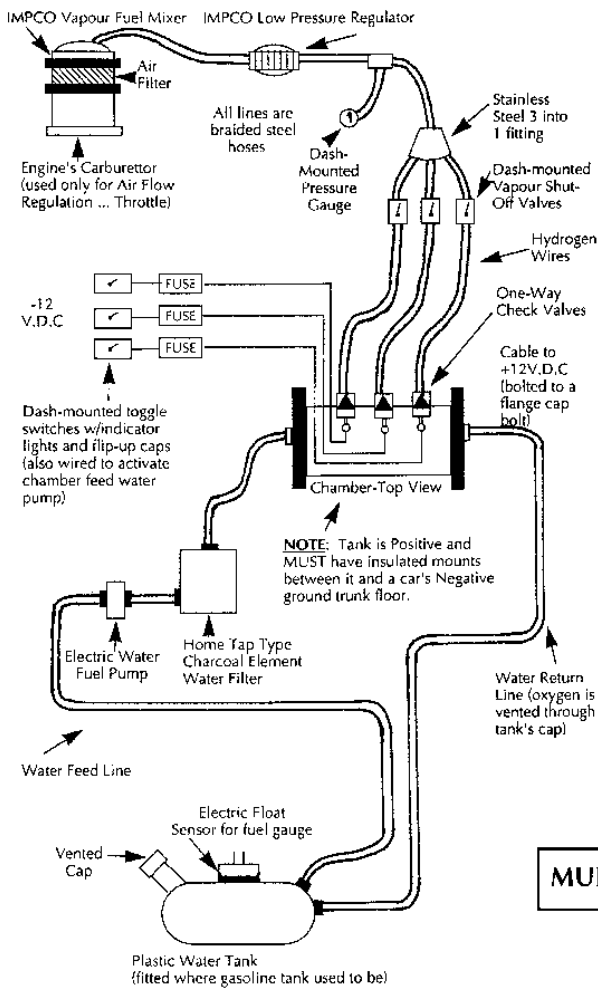 IMPCO Vapour Fuel Mixer
IMPCO Low Pressure Regulator
Air
Filter
All lines are
braided steel
hoses
Dash-
Mounted
Pressure
Gauge
Stainless
Steel 3 into
1 fitting
Engine's Carburettor
(used only for Air Flow
Regulation ... Throttle)
Dash-mounted
Vapour Shut-
Off Valves
Hydrogen
Wires
-12
V.D.C
FUSE
FUSE
FUSE
One-Way
Check Valves
Cable to
+12V.D.C
(bolted to a
flange cap
bolt)
Dash-mounted toggle
switches w/indicator
lights and flip-up caps
(also wired to activate
chamber feed water
pump)
Chamber-Top View
NOTE: Tank is Positive and
MUST have insulated mounts
between it and a car's Negative
ground trunk floor.
Electric Water
Fuel Pump
Home Tap Type
Charcoal Element
Water Filter
Water Return
Line (oxygen is
vented through
tank's cap)
Water Feed Line
Electric Float
Sensor for fuel gauge
Vented
Cap
Plastic Water Tank
(fitted where gasoline tank used to be)